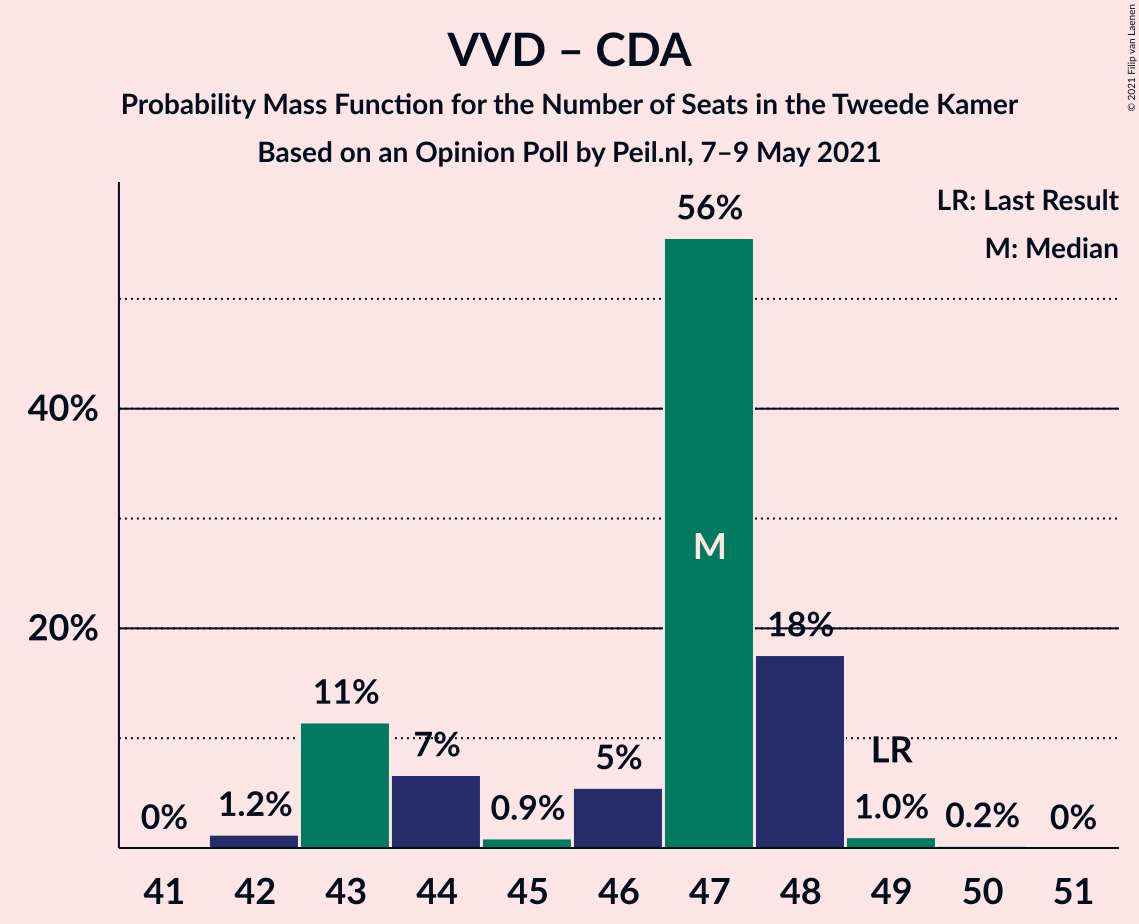 VVD – CDA
Probability Mass Function for the Number of Seats in the Tweede Kamer
Based on an Opinion Poll by Peil.nl, 7–9 May 2021
© 2021 Filip van Laenen
LR: Last Result
M: Median
56%
40%
M
20%
18%
11%
7%
5%
LR
0%
1.2%
0.9%
1.0%
0.2%
0%
41 42 43 44 45 46 47 48 49 50 51